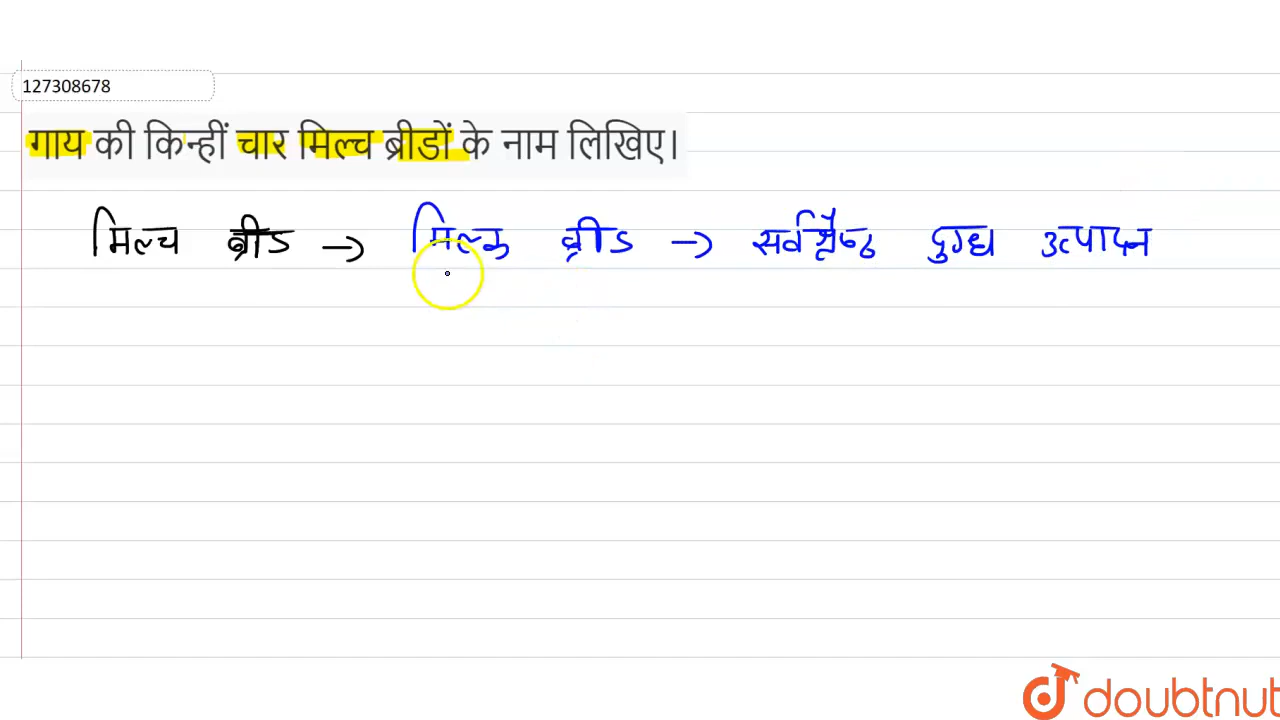 127308678
गाय की किन्हीं चार मिल्च ब्रीडों के नाम लिखिए।
मिल्च ब्रीड → मिल्क ब्रीड → सर्वश्रेष्ठ दुग्ध उत्पादन
doubtnut